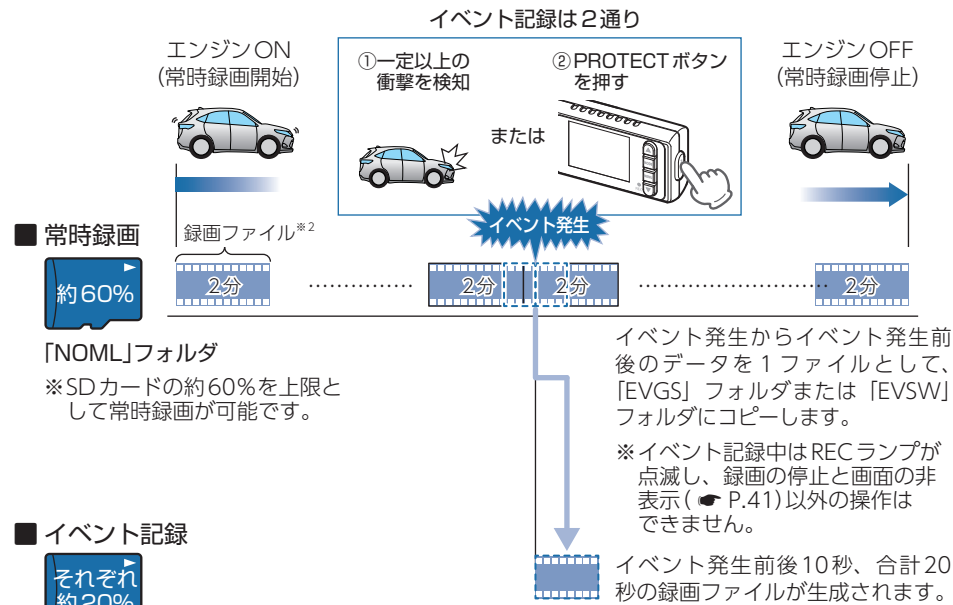 イベント記録は2通り
エンジンON
(常時録画開始)
①一定以上の
衝撃を検知
または
②PROTECTボタン
を押す
エンジンOFF
(常時録画停止)
イベント発生
■ 常時録画
録画ファイル※2
約60%
2分
2分
2分
2分
「NOML」フォルダ
※SDカードの約60%を上限と
して常時録画が可能です。
イベント発生からイベント発生前
後のデータを1ファイルとして、
「EVGS」フォルダまたは「EVSW」
フォルダにコピーします。
※イベント記録中はRECランプが
点滅し、録画の停止と画面の非
表示(☛ P.41)以外の操作は
できません。
■ イベント記録
それぞれ
約20%
イベント発生前後10秒、合計20
秒の録画ファイルが生成されます。